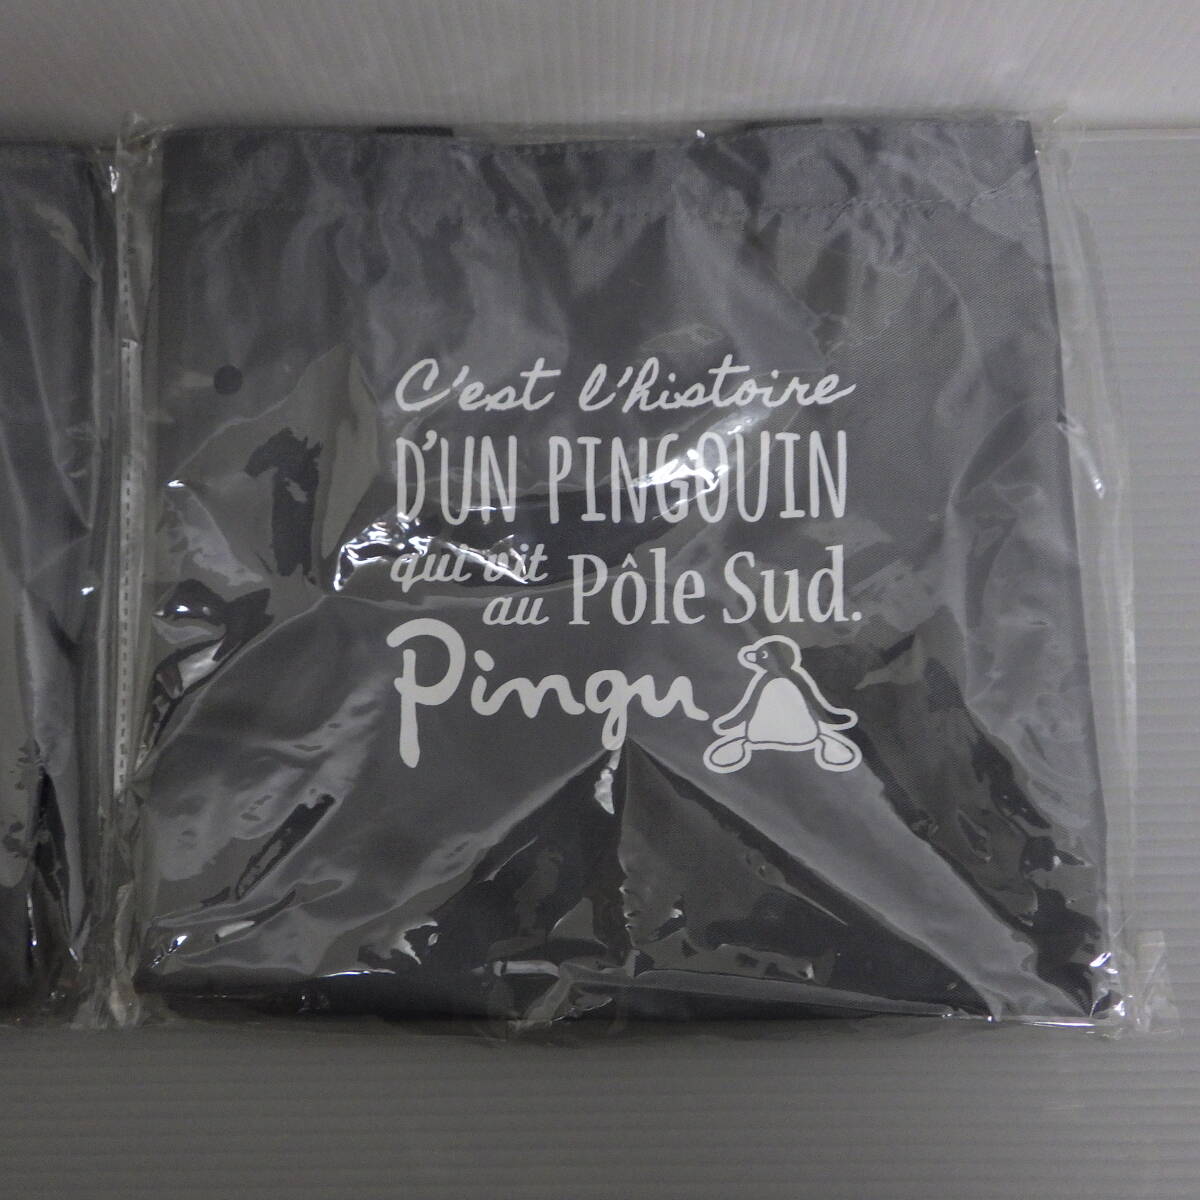 C'est l'histoire
D'UN PINGOUIN
qui vit
au Pôle Sud.
Pingu